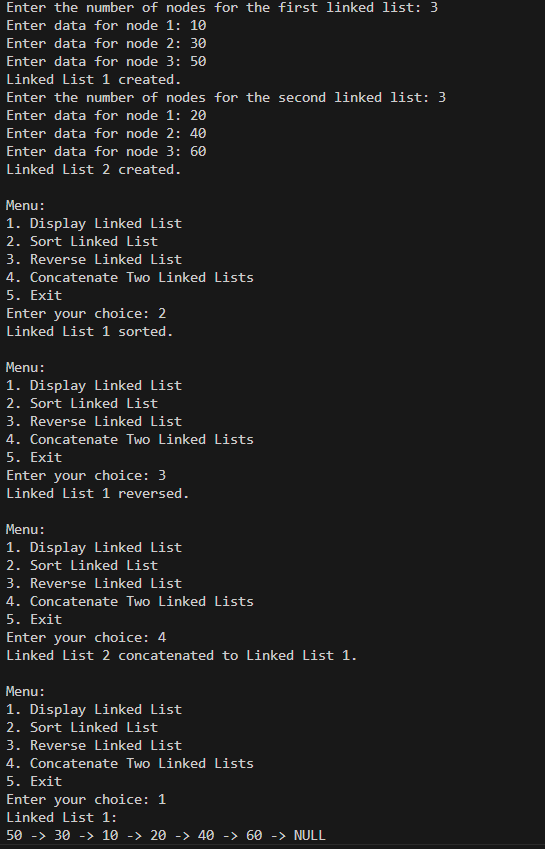 Enter the number of nodes for the first linked list: 3
Enter data for node 1: 10
Enter data for node 2: 30
Enter data for node 3: 50
Linked List 1 created.
Enter the number of nodes for the second linked list: 3
Enter data for node 1: 20
Enter data for node 2: 40
Enter data for node 3: 60
Linked List 2 created.

Menu:
1. Display Linked List
2. Sort Linked List
3. Reverse Linked List
4. Concatenate Two Linked Lists
5. Exit
Enter your choice: 2
Linked List 1 sorted.

Menu:
1. Display Linked List
2. Sort Linked List
3. Reverse Linked List
4. Concatenate Two Linked Lists
5. Exit
Enter your choice: 3
Linked List 1 reversed.

Menu:
1. Display Linked List
2. Sort Linked List
3. Reverse Linked List
4. Concatenate Two Linked Lists
5. Exit
Enter your choice: 4
Linked List 2 concatenated to Linked List 1.

Menu:
1. Display Linked List
2. Sort Linked List
3. Reverse Linked List
4. Concatenate Two Linked Lists
5. Exit
Enter your choice: 1
Linked List 1:
50 -> 30 -> 10 -> 20 -> 40 -> 60 -> NULL